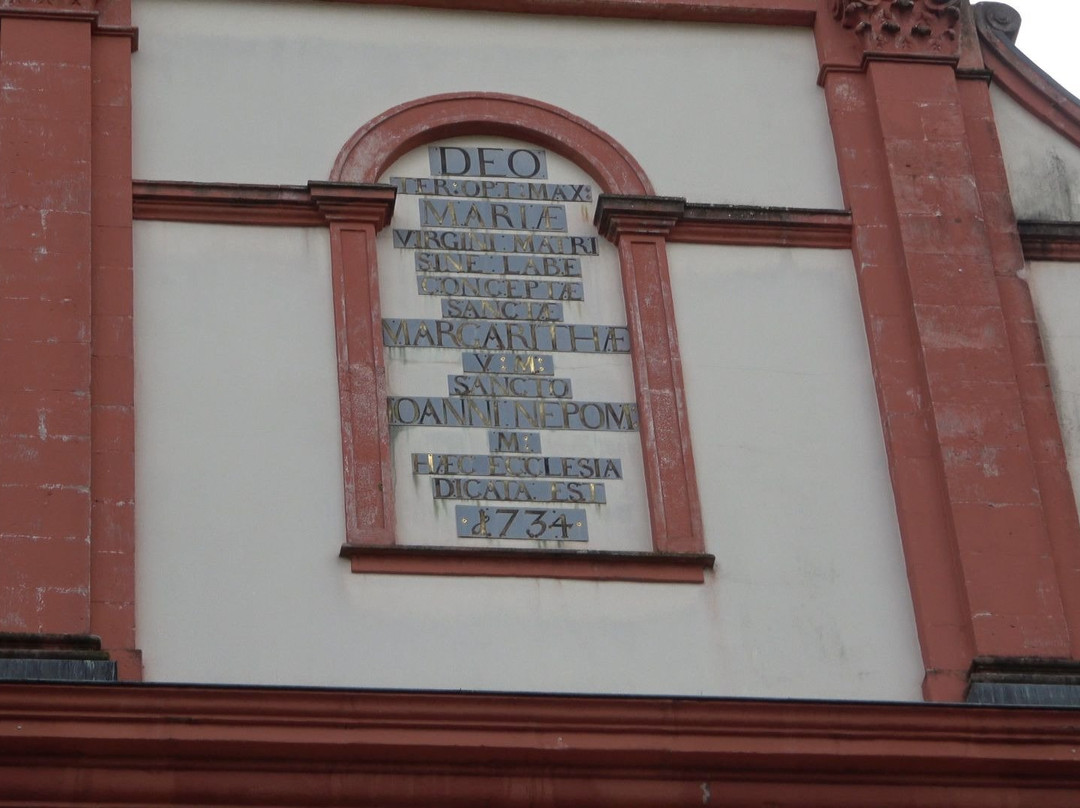 DEO
TER:OPT:MAX:
MARIÆ
VIRGINI:MATRI
SINE:LABE
CONCEPTÆ
SANCTÆ
MARGARITHÆ
V:M:
SANCTO
IOANNI:NEPOM:
M:
HÆC ECCLESIA
DICATA:EST
·1734·